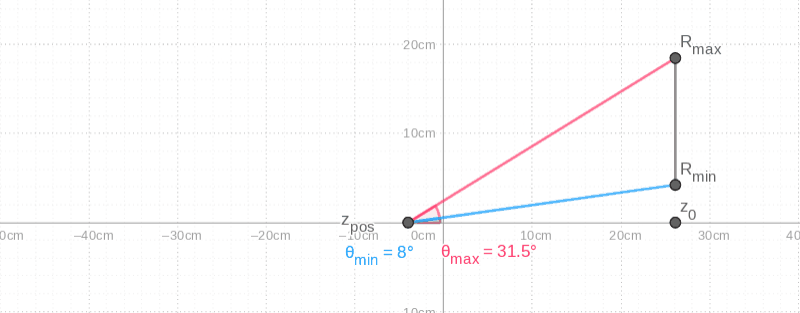 R_max
20cm
10cm
R_min
z_0
z_pos
0cm −40cm −30cm −20cm −10cm 0cm 10cm 20cm 30cm 40
θ_min = 8° θ_max = 31.5°
10cm